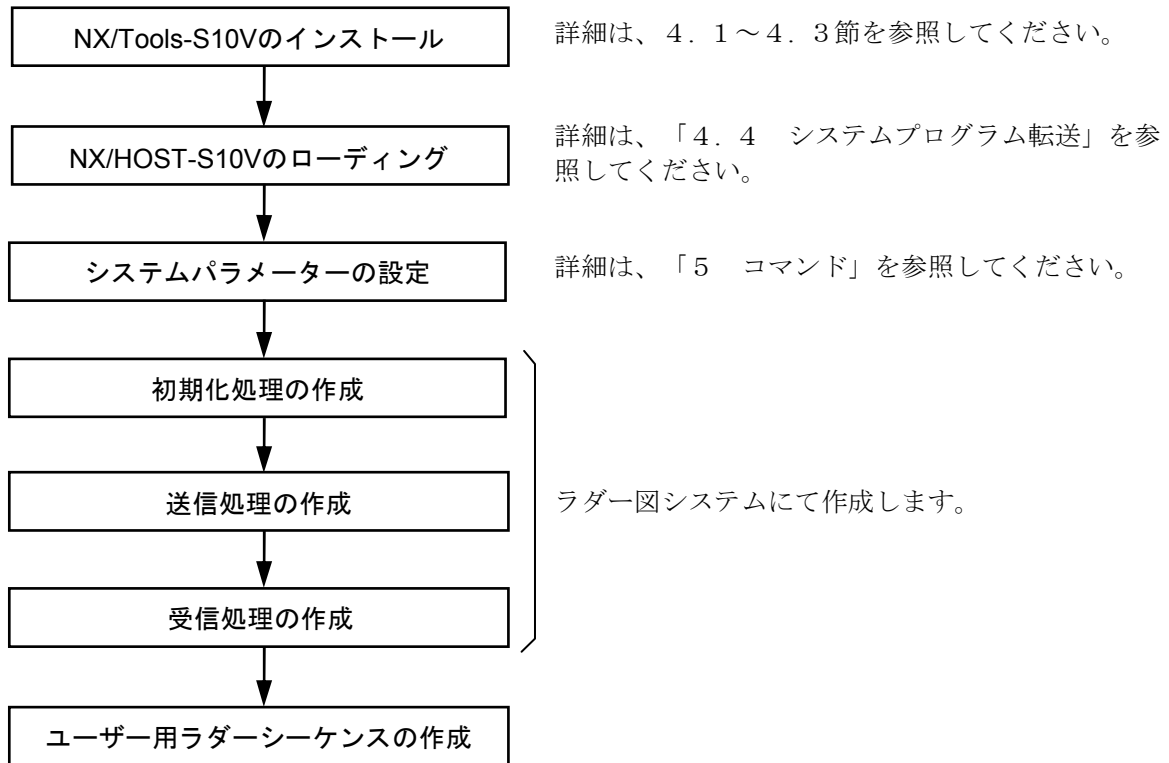 NX/Tools-S10Vのインストール
詳細は、４．１～４．３節を参照してください。
NX/HOST-S10Vのローディング
詳細は、「４．４　システムプログラム転送」を参
照してください。
システムパラメーターの設定
詳細は、「５　コマンド」を参照してください。
初期化処理の作成
送信処理の作成
ラダー図システムにて作成します。
受信処理の作成
ユーザー用ラダーシーケンスの作成